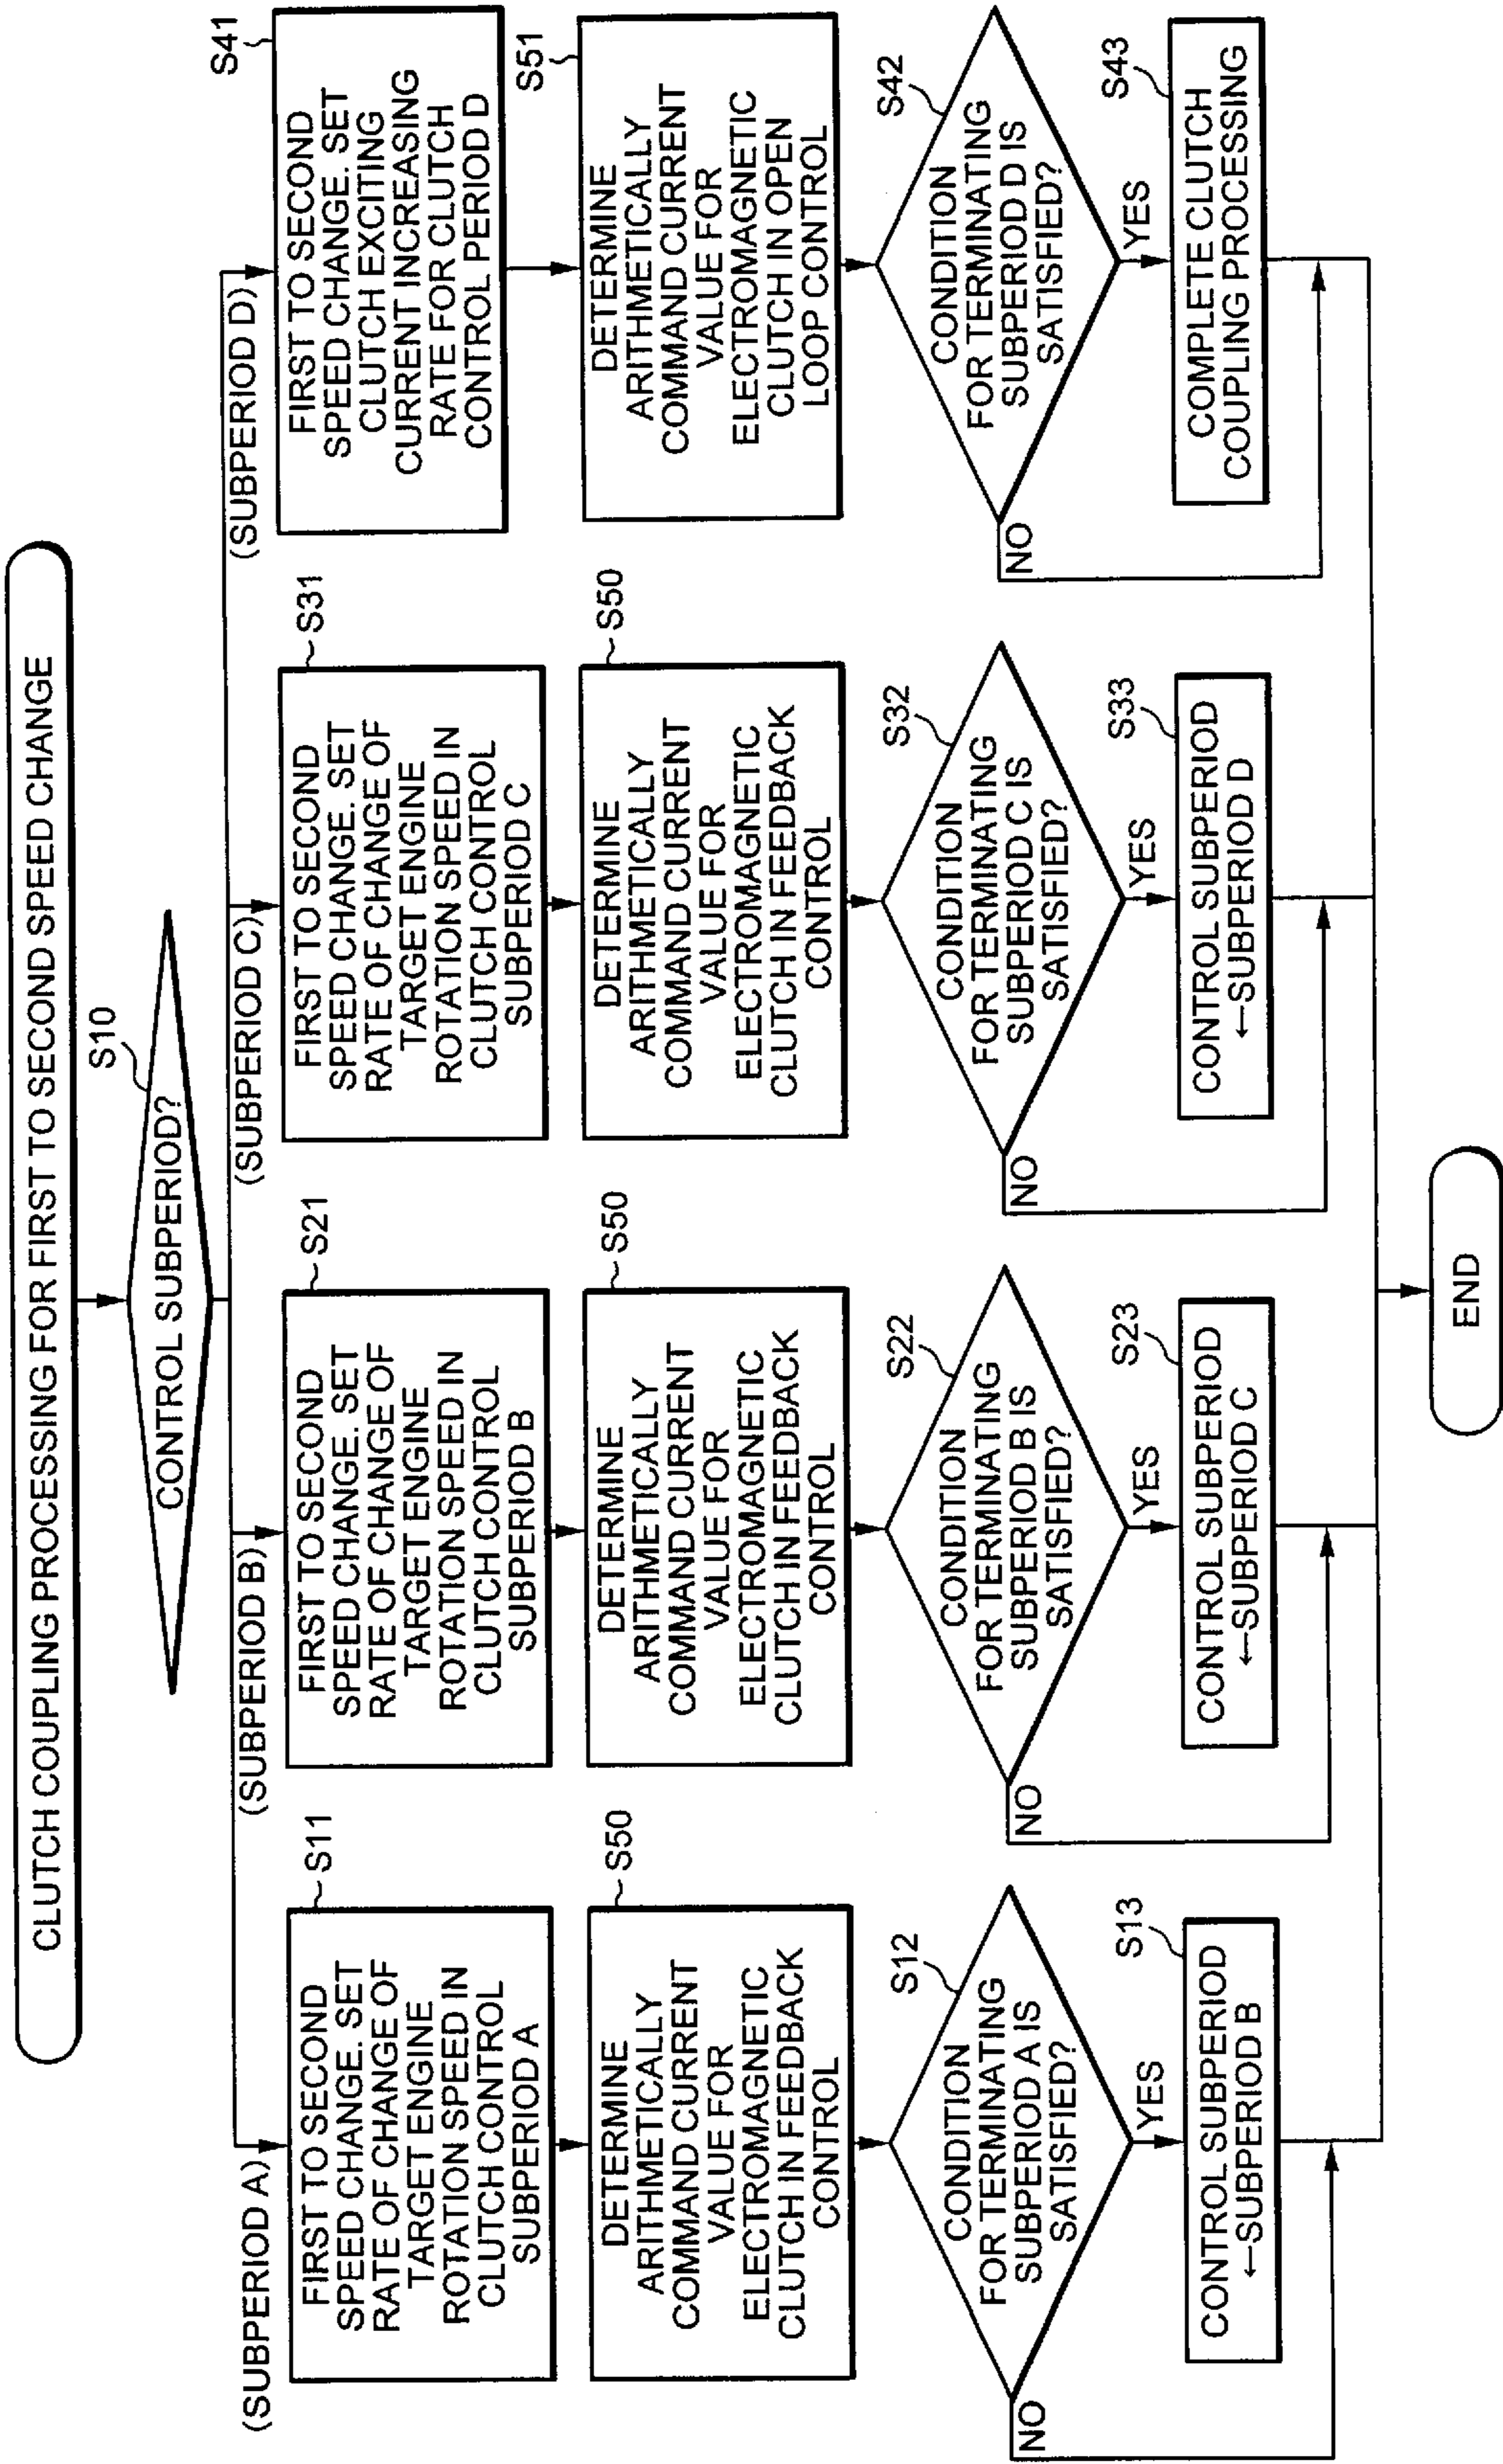 CLUTCH COUPLING PROCESSING FOR FIRST TO SECOND SPEED CHANGE
S10
CONTROL SUBPERIOD?
(SUBPERIOD A)
S11
FIRST TO SECOND
SPEED CHANGE. SET
RATE OF CHANGE OF
TARGET ENGINE
ROTATION SPEED IN
CLUTCH CONTROL
SUBPERIOD A
S50
DETERMINE
ARITHMETICALLY
COMMAND CURRENT
VALUE FOR
ELECTROMAGNETIC
CLUTCH IN FEEDBACK
CONTROL
S12
CONDITION
FOR TERMINATING
SUBPERIOD A IS
SATISFIED?
NO
YES
S13
CONTROL SUBPERIOD
←SUBPERIOD B
(SUBPERIOD B)
S21
FIRST TO SECOND
SPEED CHANGE. SET
RATE OF CHANGE OF
TARGET ENGINE
ROTATION SPEED IN
CLUTCH CONTROL
SUBPERIOD B
S50
DETERMINE
ARITHMETICALLY
COMMAND CURRENT
VALUE FOR
ELECTROMAGNETIC
CLUTCH IN FEEDBACK
CONTROL
S22
CONDITION
FOR TERMINATING
SUBPERIOD B IS
SATISFIED?
NO
YES
S23
CONTROL SUBPERIOD
←SUBPERIOD C
(SUBPERIOD C)
S31
FIRST TO SECOND
SPEED CHANGE. SET
RATE OF CHANGE OF
TARGET ENGINE
ROTATION SPEED IN
CLUTCH CONTROL
SUBPERIOD C
S50
DETERMINE
ARITHMETICALLY
COMMAND CURRENT
VALUE FOR
ELECTROMAGNETIC
CLUTCH IN FEEDBACK
CONTROL
S32
CONDITION
FOR TERMINATING
SUBPERIOD C IS
SATISFIED?
NO
YES
S33
CONTROL SUBPERIOD
←SUBPERIOD D
(SUBPERIOD D)
S41
FIRST TO SECOND
SPEED CHANGE. SET
CLUTCH EXCITING
CURRENT INCREASING
RATE FOR CLUTCH
CONTROL PERIOD D
S51
DETERMINE
ARITHMETICALLY
COMMAND CURRENT
VALUE FOR
ELECTROMAGNETIC
CLUTCH IN OPEN
LOOP CONTROL
S42
CONDITION
FOR TERMINATING
SUBPERIOD D IS
SATISFIED?
NO
YES
S43
COMPLETE CLUTCH
COUPLING PROCESSING
END